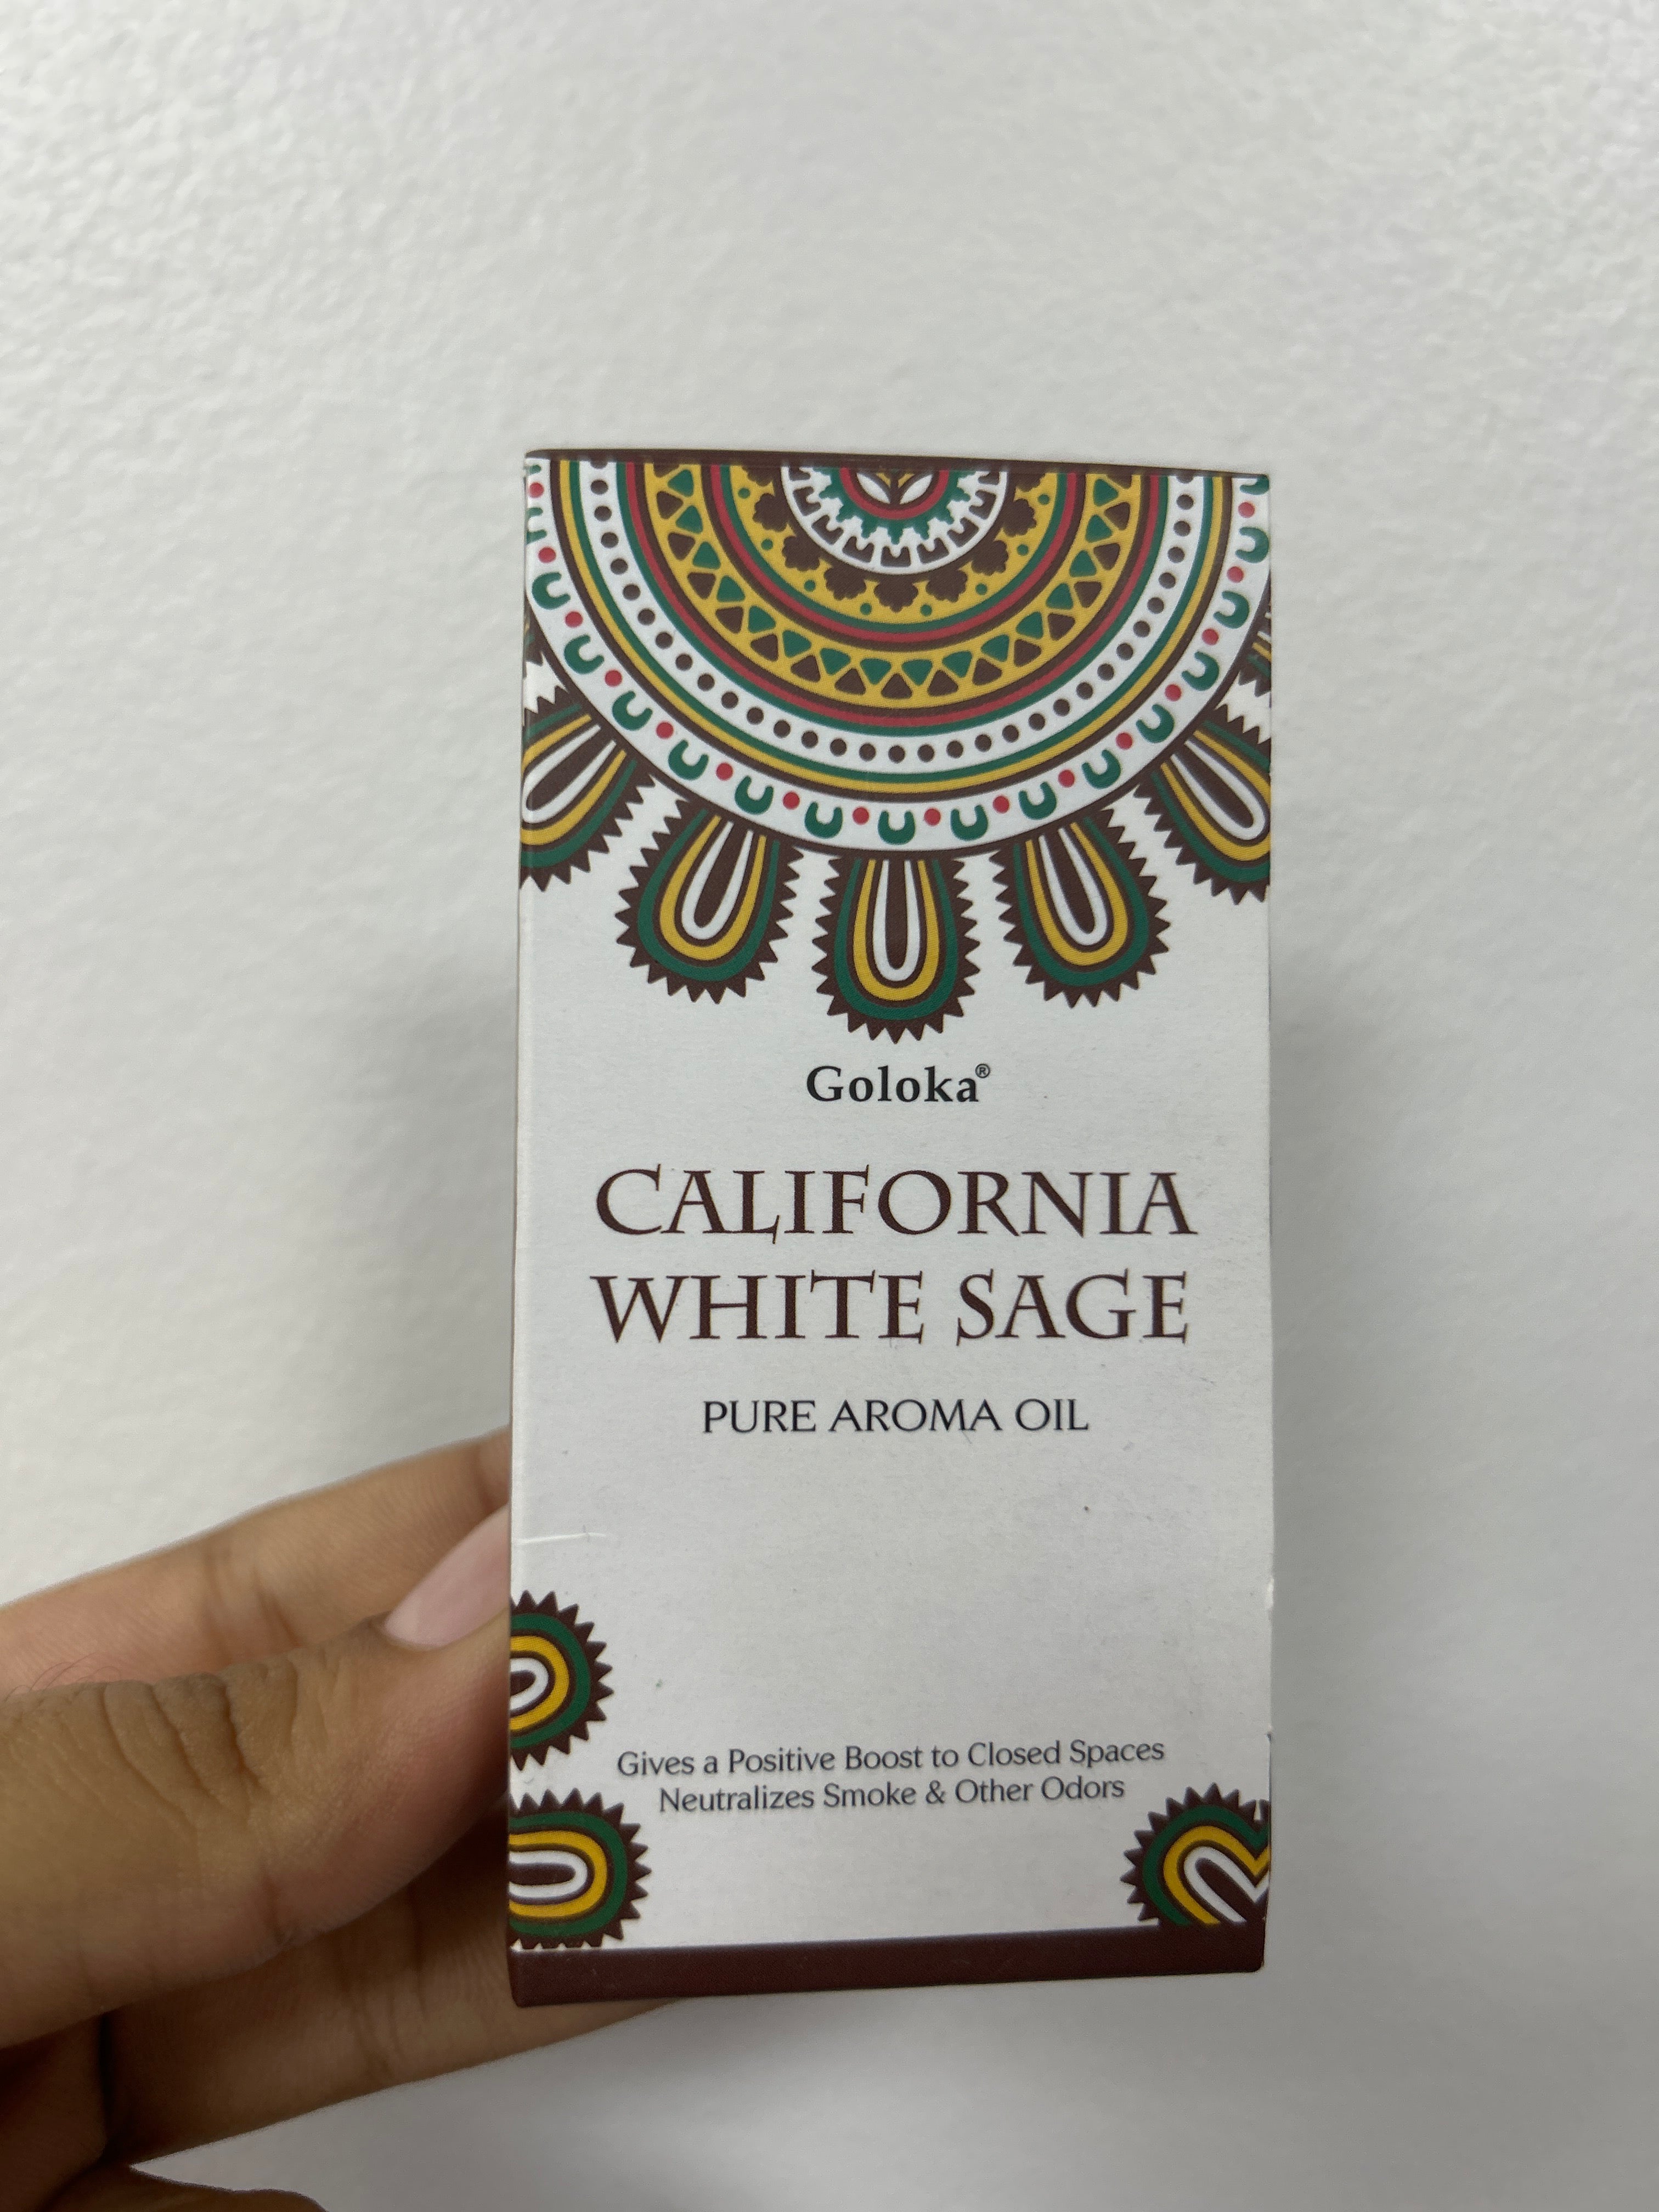 Goloka®
CALIFORNIA
WHITE SAGE
PURE AROMA OIL
Gives a Positive Boost to Closed Spaces
Neutralizes Smoke & Other Odors